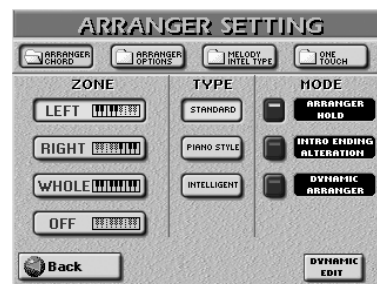 ARRANGER SETTING
ARRANGER
CHORD
ARRANGER
OPTIONS
MELODY
INTEL TYPE
ONE
TOUCH
ZONE
TYPE
MODE
LEFT
STANDARD
ARRANGER
HOLD
RIGHT
PIANO STYLE
INTRO ENDING
ALTERATION
WHOLE
INTELLIGENT
DYNAMIC
ARRANGER
OFF
Back
DYNAMIC
EDIT